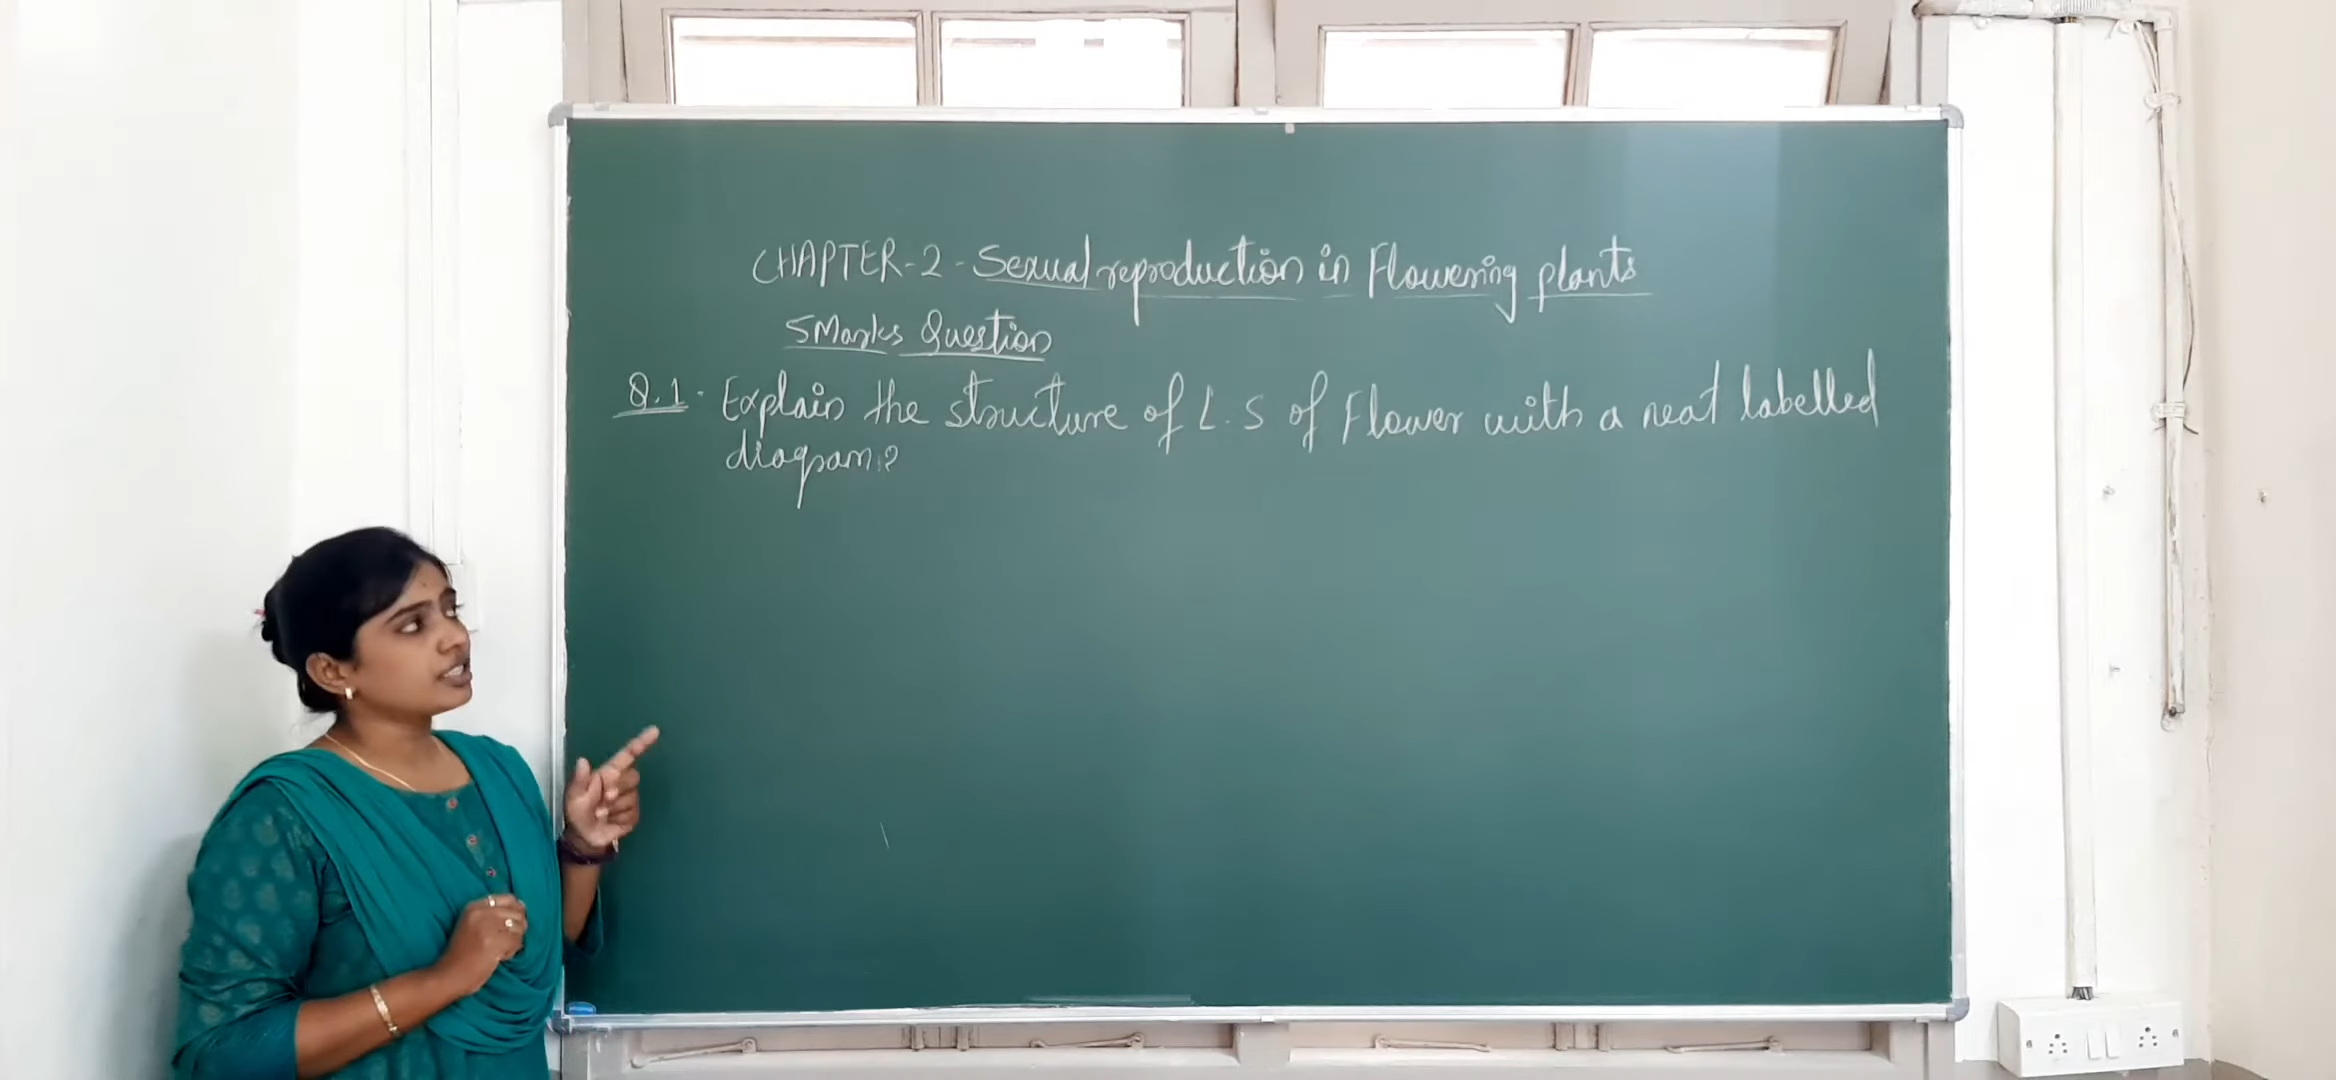 CHAPTER-2-Sexual reproduction in Flowering plants
5Marks Question
Q.1. Explain the structure of L.S of Flower with a neat labelled
diagram:?